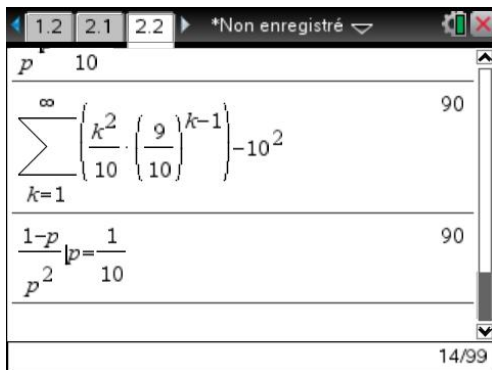 1.2 2.1 2.2 *Non enregistré
p 10
∞
∑ (k²/10 · (9/10)^(k−1)) −10² 90
k=1
(1−p)/p² |p=1/10 90
14/99